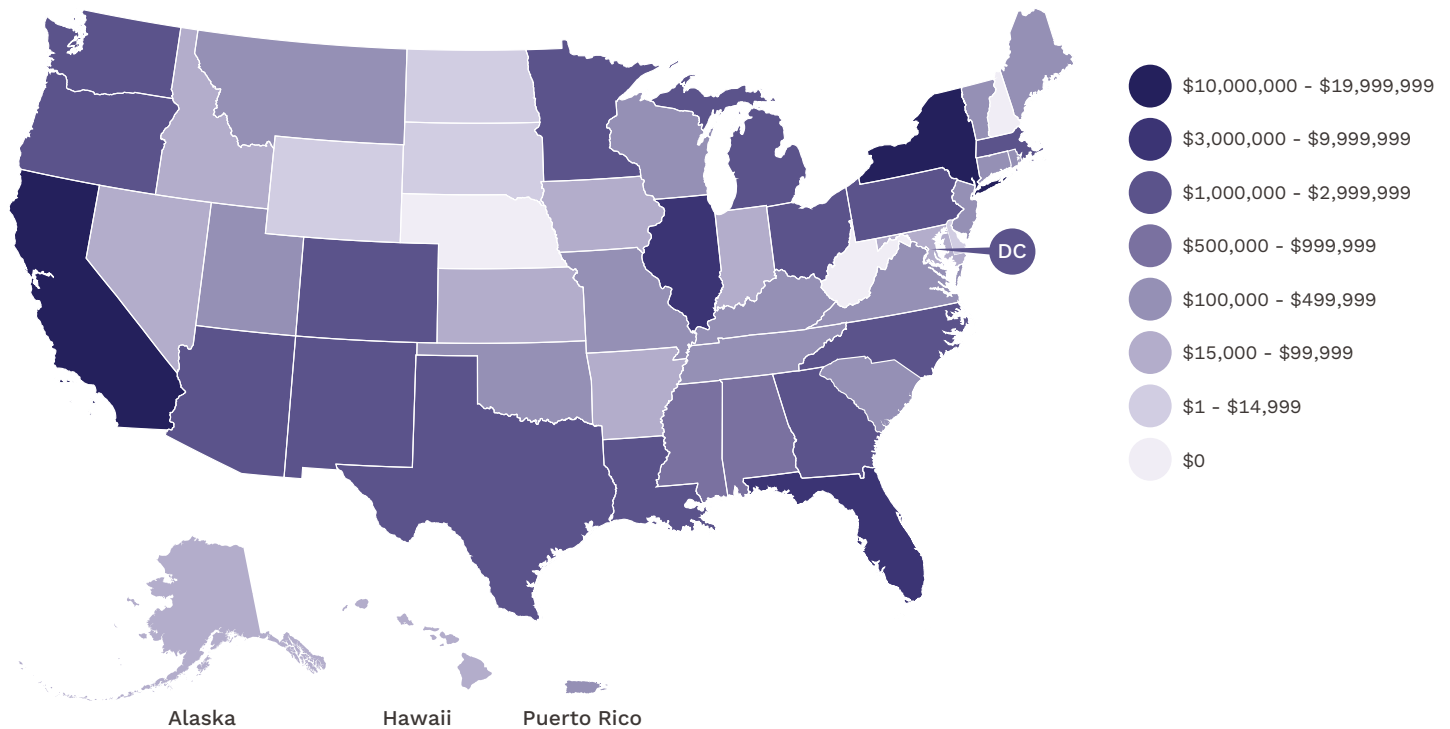 $10,000,000 - $19,999,999
$3,000,000 - $9,999,999
$1,000,000 - $2,999,999
DC
$500,000 - $999,999
$100,000 - $499,999
$15,000 - $99,999
$1 - $14,999
$0
Alaska
Hawaii
Puerto Rico